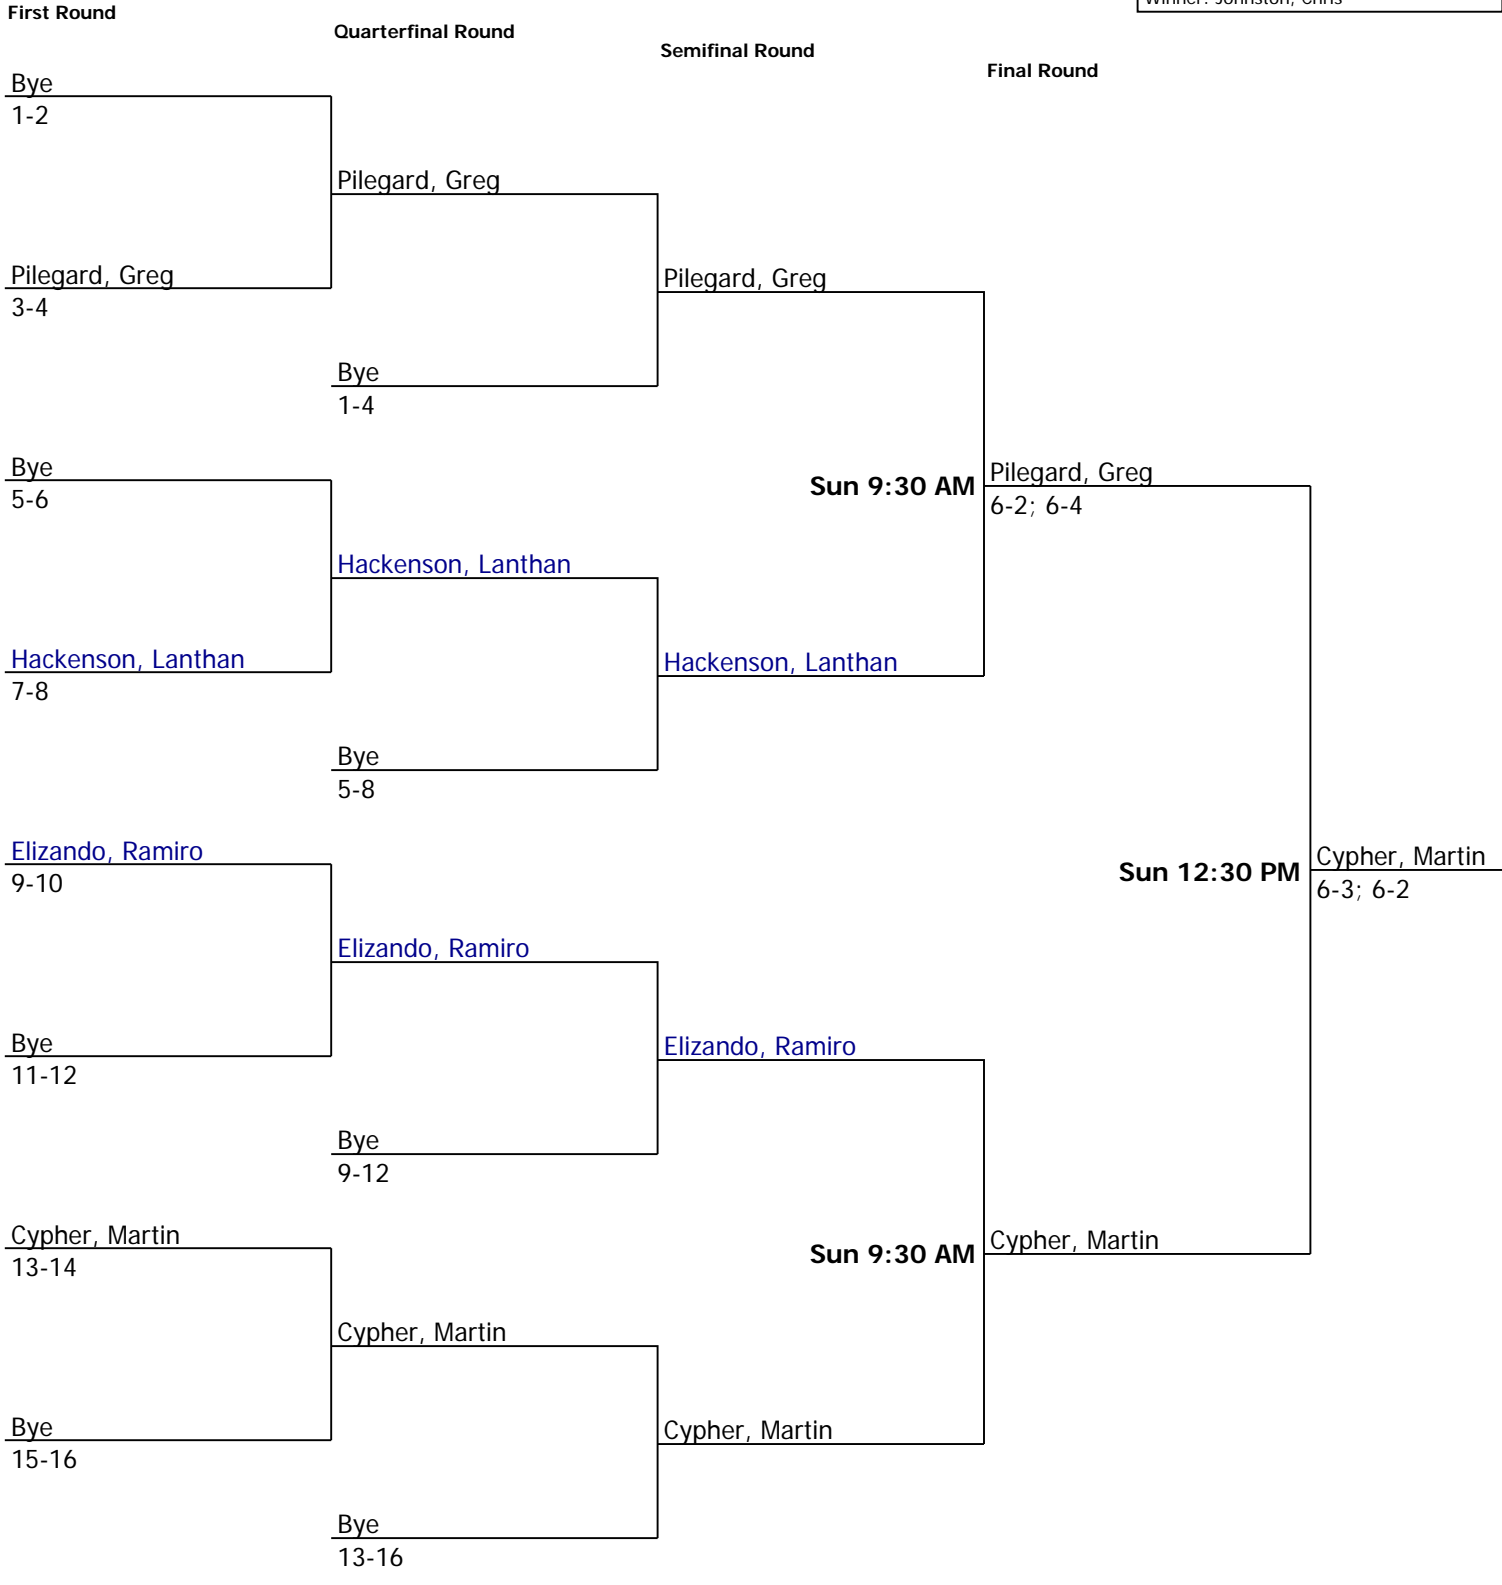 Winner: Johnston, Chris
First Round
Quarterfinal Round
Semifinal Round
Final Round
Bye
1-2
Pilegard, Greg
Pilegard, Greg
3-4
Pilegard, Greg
Bye
1-4
Bye
5-6
Sun 9:30 AM
Pilegard, Greg
6-2; 6-4
Hackenson, Lanthan
Hackenson, Lanthan
7-8
Hackenson, Lanthan
Bye
5-8
Elizando, Ramiro
9-10
Sun 12:30 PM
Cypher, Martin
6-3; 6-2
Elizando, Ramiro
Bye
11-12
Elizando, Ramiro
Bye
9-12
Cypher, Martin
13-14
Sun 9:30 AM
Cypher, Martin
Cypher, Martin
Bye
15-16
Cypher, Martin
Bye
13-16